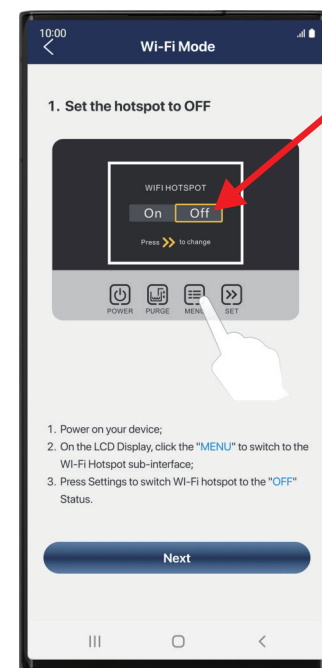 10:00
Wi-Fi Mode
1. Set the hotspot to OFF
WIFI HOTSPOT
On Off
Press >> to change
POWER PURGE MENU SET
1. Power on your device;
2. On the LCD Display, click the "MENU" to switch to the
WI-Fi Hotspot sub-interface;
3. Press Settings to switch WI-Fi hotspot to the "OFF"
Status.
Next